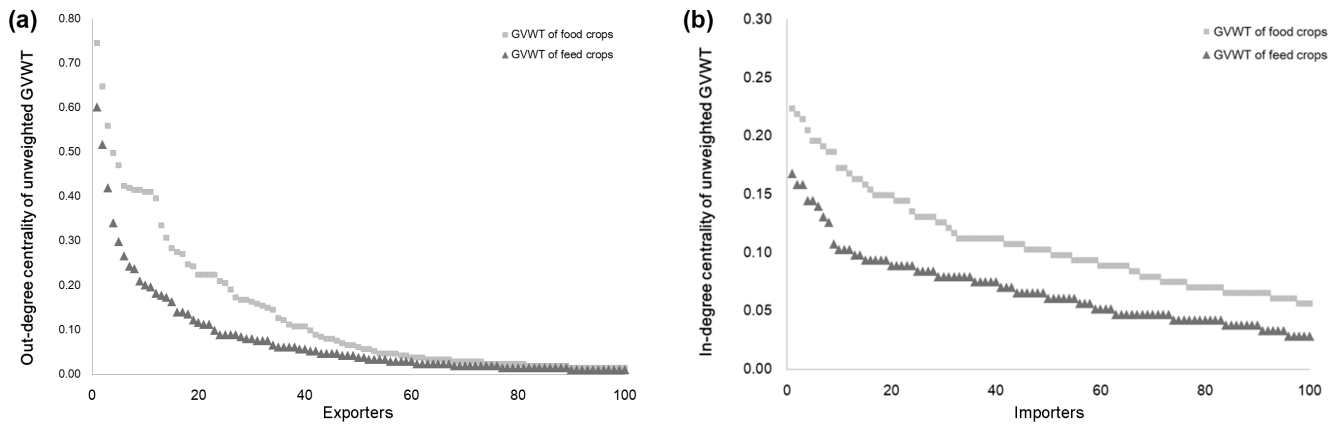 (a)
Out-degree centrality of unweighted GVWT
0.80
0.70
0.60
0.50
0.40
0.30
0.20
0.10
0.00
GVWT of food crops
GVWT of feed crops
0 20 40 60 80 100
Exporters
(b)
In-degree centrality of unweighted GVWT
0.30
0.25
0.20
0.15
0.10
0.05
0.00
GVWT of food crops
GVWT of feed crops
0 20 40 60 80 100
Importers